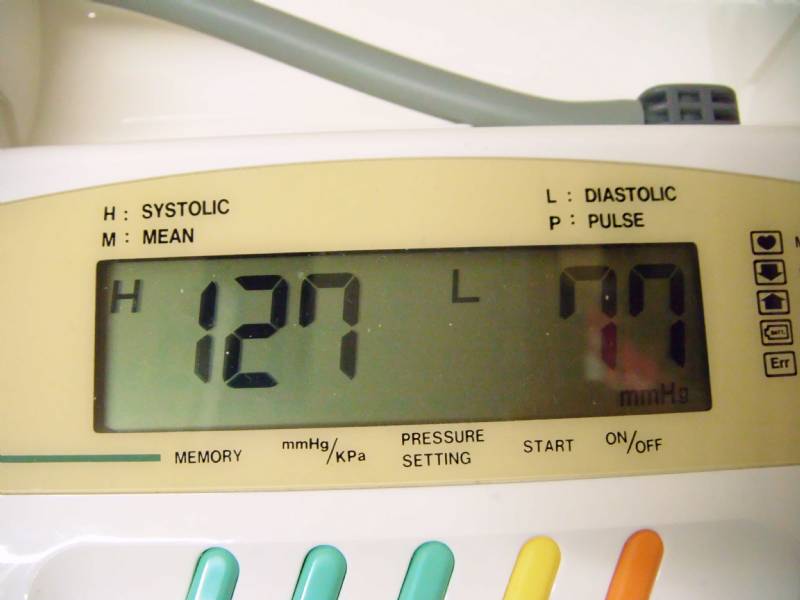 H : SYSTOLIC
M : MEAN
L : DIASTOLIC
P : PULSE
H 127 L 77
mmHg
MEMORY
mmHg/KPa
PRESSURE
SETTING
START
ON/OFF
Err